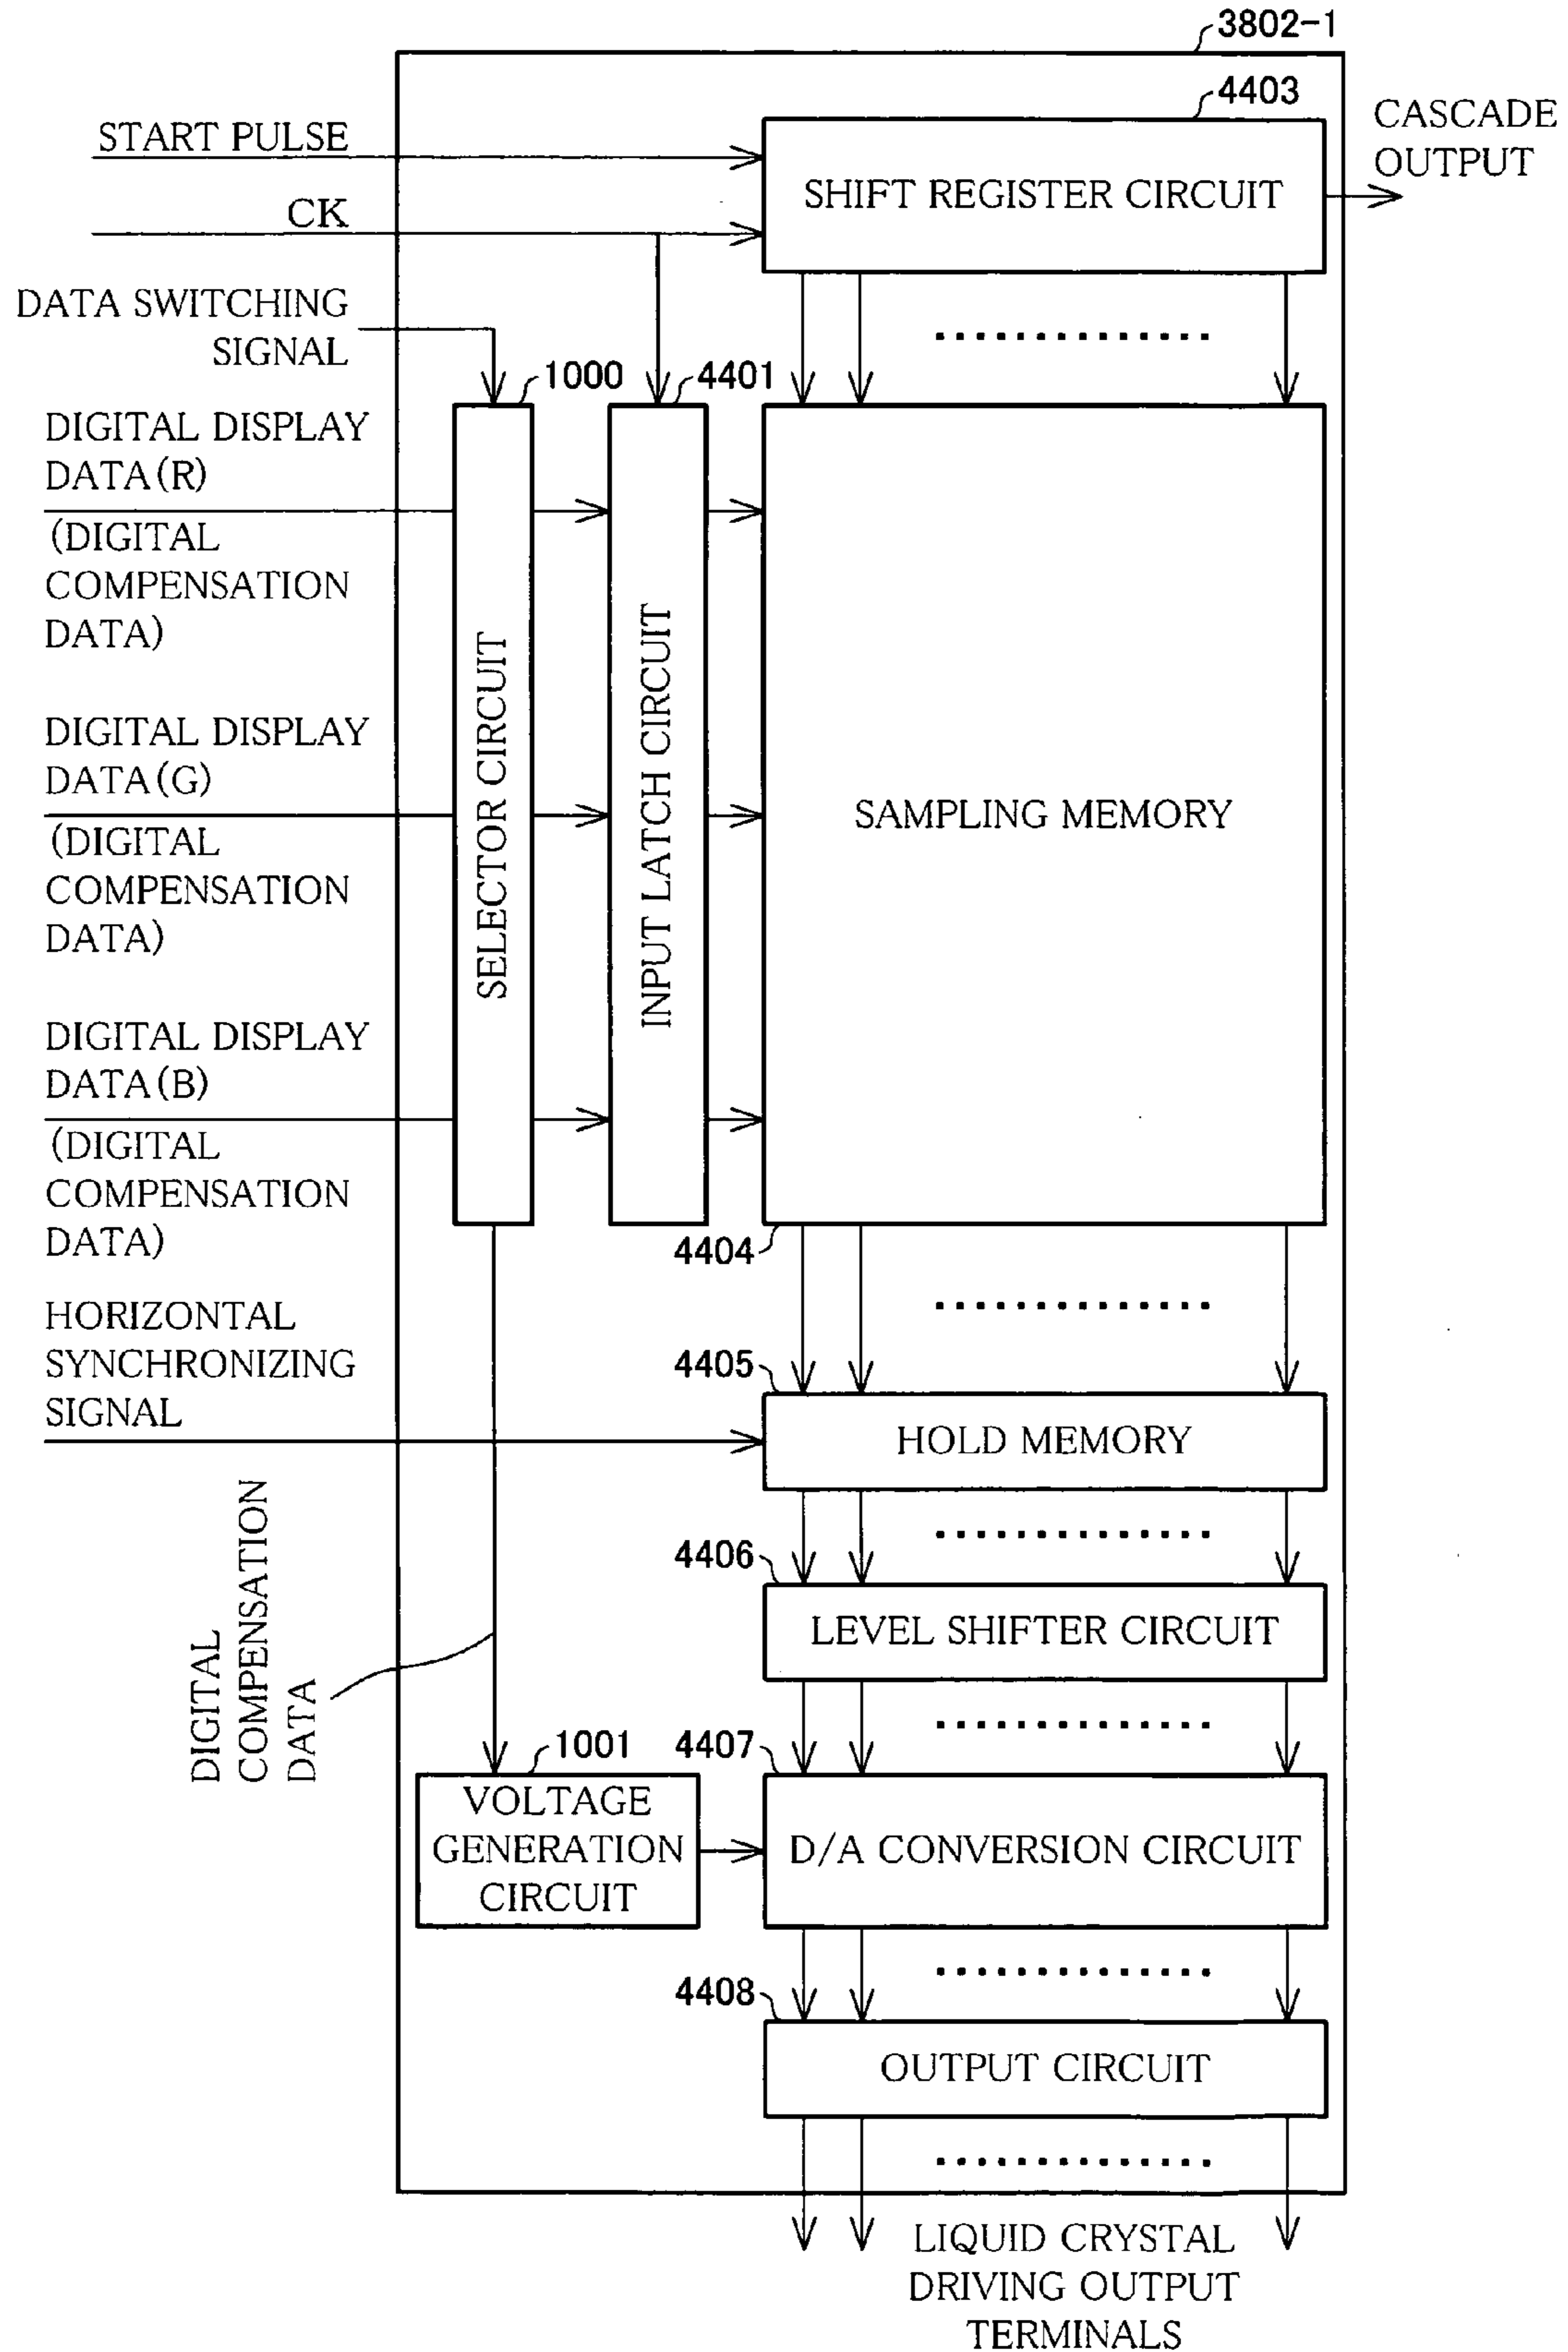 3802-1
4403
CASCADE
OUTPUT
START PULSE
SHIFT REGISTER CIRCUIT
CK
DATA SWITCHING
SIGNAL
1000
4401
DIGITAL DISPLAY
DATA(R)
(DIGITAL
COMPENSATION
DATA)
SELECTOR CIRCUIT
INPUT LATCH CIRCUIT
SAMPLING MEMORY
DIGITAL DISPLAY
DATA(G)
(DIGITAL
COMPENSATION
DATA)
DIGITAL DISPLAY
DATA(B)
(DIGITAL
COMPENSATION
DATA)
4404
HORIZONTAL
SYNCHRONIZING
SIGNAL
4405
HOLD MEMORY
DIGITAL
COMPENSATION
DATA
4406
LEVEL SHIFTER CIRCUIT
1001
4407
VOLTAGE
GENERATION
CIRCUIT
D/A CONVERSION CIRCUIT
4408
OUTPUT CIRCUIT
LIQUID CRYSTAL
DRIVING OUTPUT
TERMINALS